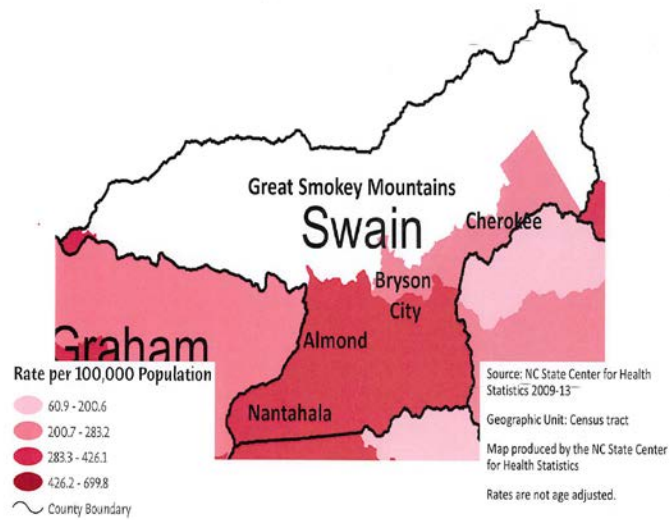 Great Smokey Mountains
Swain
Cherokee
Bryson
City
Graham
Almond
Nantahala
Rate per 100,000 Population
60.9 - 200.6
200.7 - 283.2
283.3 - 426.1
426.2 - 699.8
County Boundary
Source: NC State Center for Health
Statistics 2009-13
Geographic Unit: Census tract
Map produced by the NC State Center
for Health Statistics
Rates are not age adjusted.